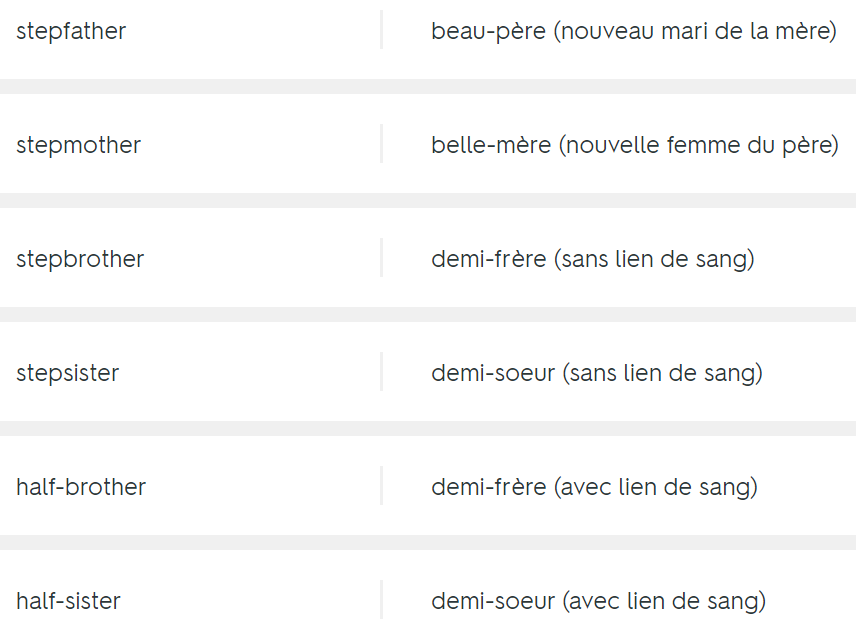 stepfather beau-père (nouveau mari de la mère)
stepmother belle-mère (nouvelle femme du père)
stepbrother demi-frère (sans lien de sang)
stepsister demi-soeur (sans lien de sang)
half-brother demi-frère (avec lien de sang)
half-sister demi-soeur (avec lien de sang)